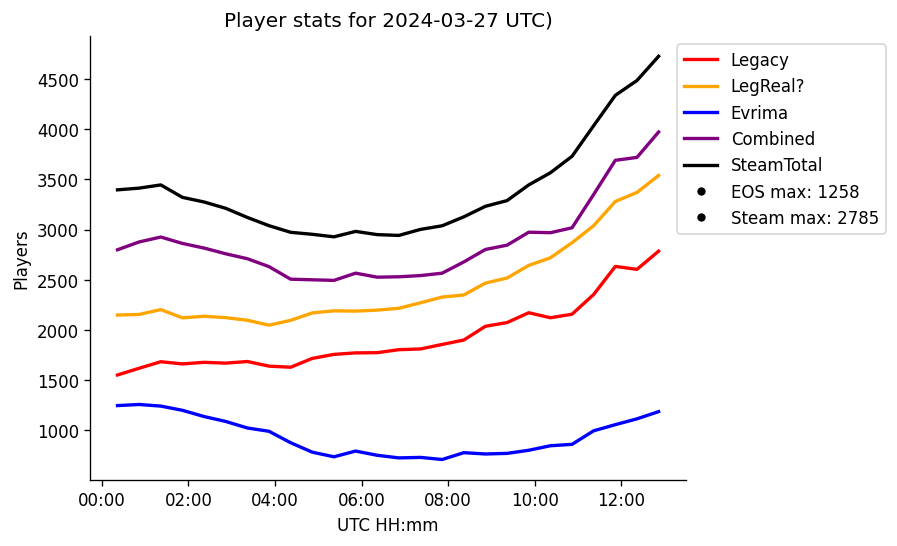 Player stats for 2024-03-27 UTC)
Players
4500
4000
3500
3000
2500
2000
1500
1000
00:00 02:00 04:00 06:00 08:00 10:00 12:00
UTC HH:mm
Legacy
LegReal?
Evrima
Combined
SteamTotal
EOS max: 1258
Steam max: 2785